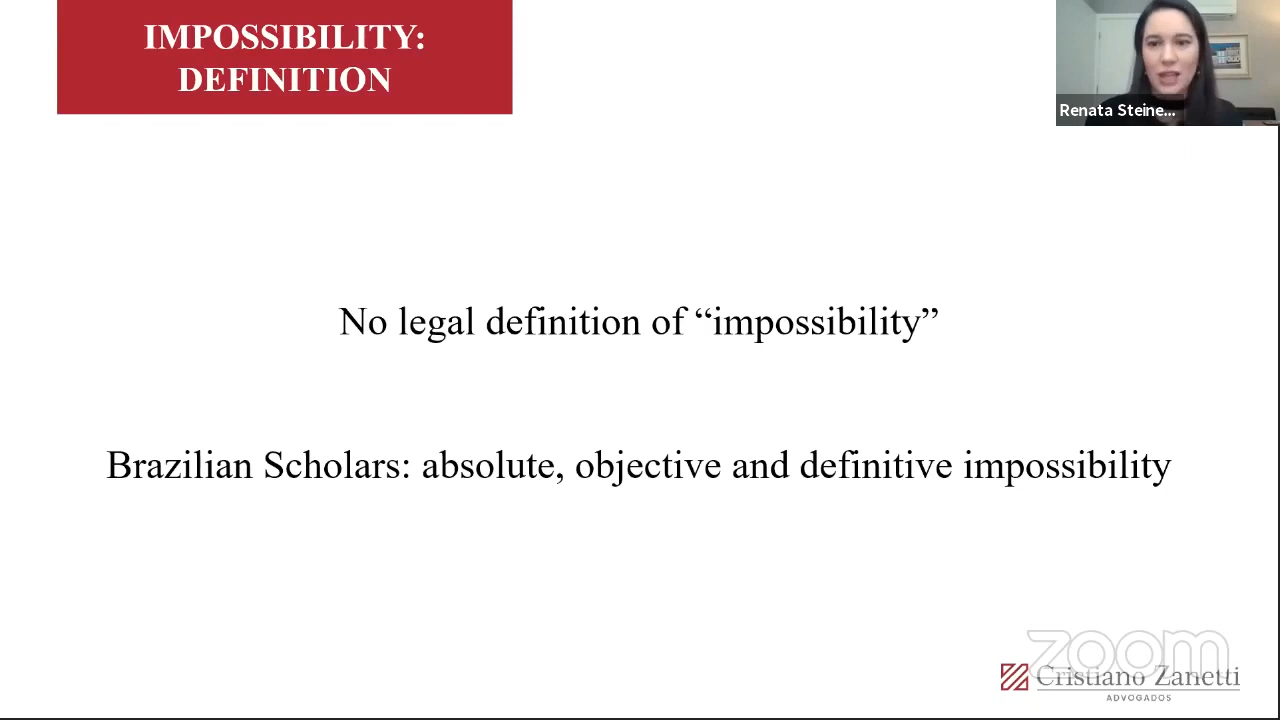 IMPOSSIBILITY:
DEFINITION
Renata Steine...
No legal definition of “impossibility”
Brazilian Scholars: absolute, objective and definitive impossibility
zoom
Cristiano Zanetti
ADVOGADOS